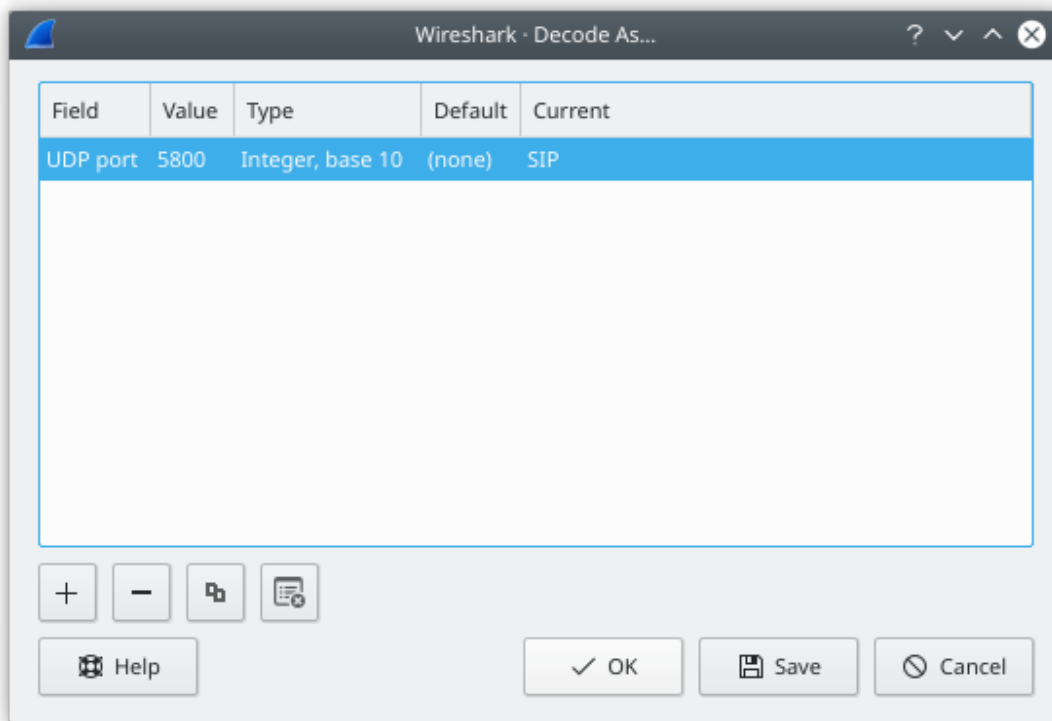 Wireshark · Decode As...
Field Value Type Default Current
UDP port 5800 Integer, base 10 (none) SIP
Help OK Save Cancel